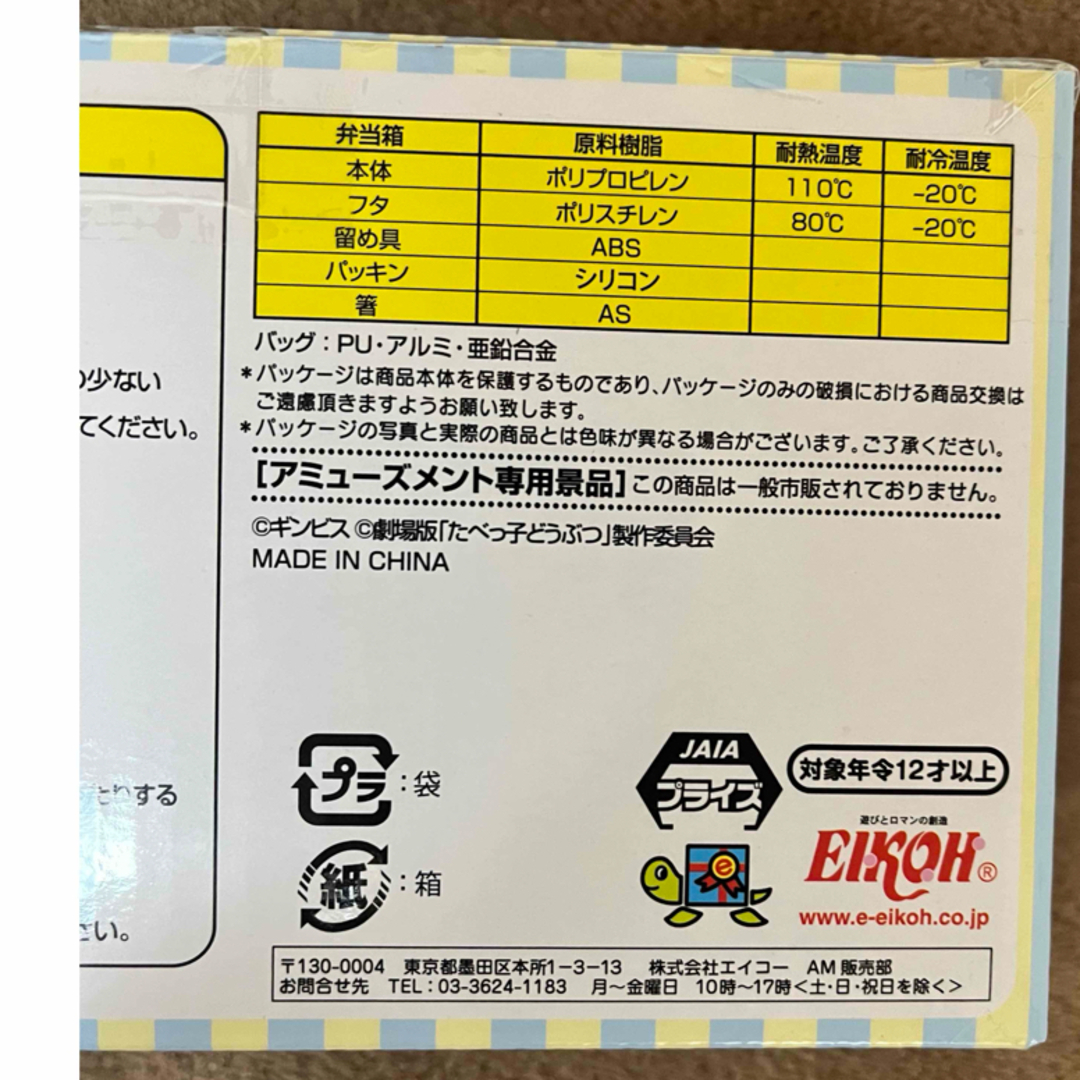 弁当箱 原料樹脂 耐熱温度 耐冷温度
本体 ポリプロピレン 110℃ -20℃
フタ ポリスチレン 80℃ -20℃
留め具 ABS
パッキン シリコン
箸 AS
バッグ：PU・アルミ・亜鉛合金
＊パッケージは商品本体を保護するものであり、パッケージのみの破損における商品交換は
ご遠慮頂きますようお願い致します。
＊パッケージの写真と実際の商品とは色味が異なる場合がございます。ご了承ください。
[アミューズメント専用景品]この商品は一般市販されておりません。
©ギンビス ©劇場版「たべっ子どうぶつ」製作委員会
MADE IN CHINA
の少ない
てください。
たりする
さい。
プラ：袋
紙：箱
JAIA
プライズ
対象年令12才以上
遊びとロマンの創造
EIKOH®
e
www.e-eikoh.co.jp
〒130-0004 東京都墨田区本所1-3-13 株式会社エイコー AM販売部
お問合せ先 TEL：03-3624-1183 月～金曜日 10時～17時＜土・日・祝日を除く＞